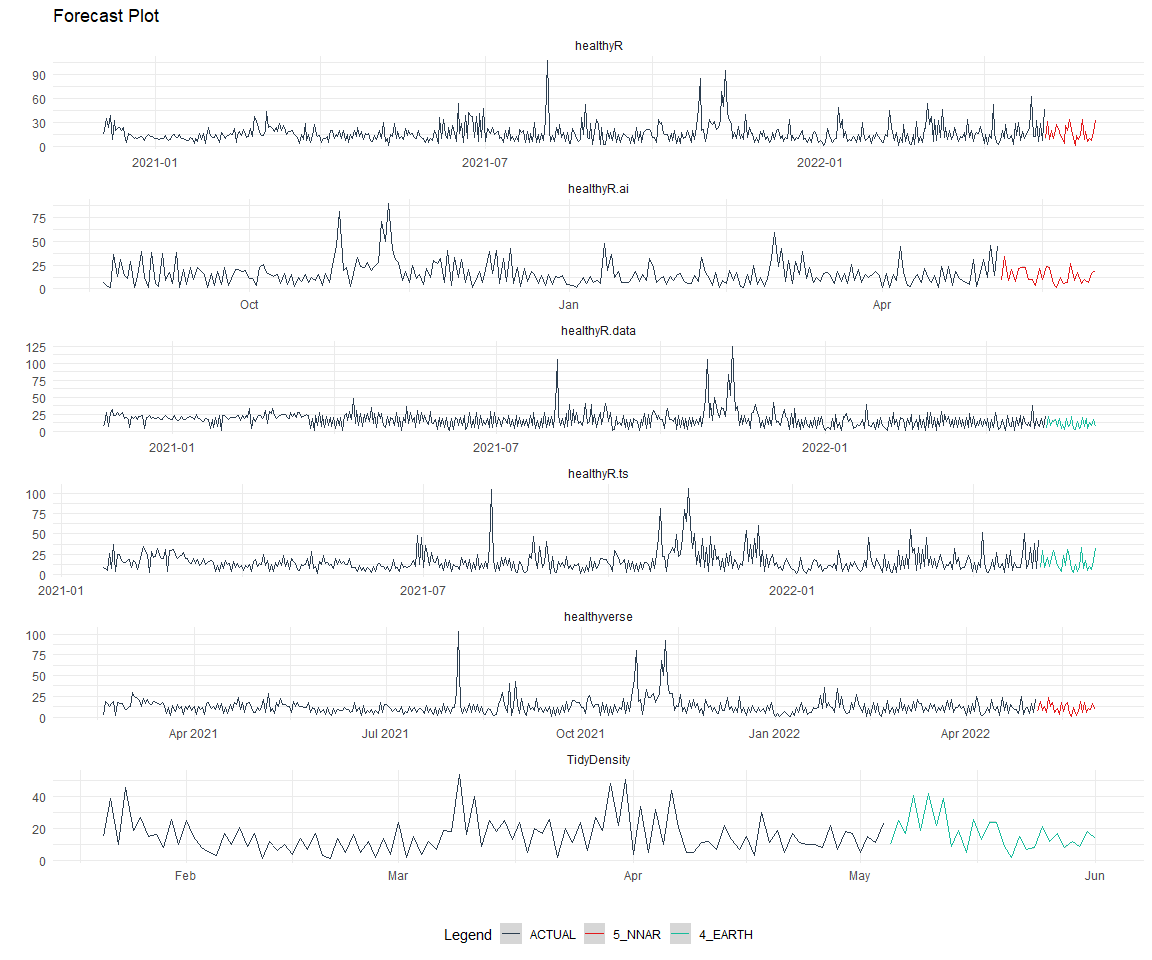 Forecast Plot
healthyR
90
60
30
0
2021-01 2021-07 2022-01
healthyR.ai
75
50
25
0
Oct Jan Apr
healthyR.data
125
100
75
50
25
0
2021-01 2021-07 2022-01
healthyR.ts
100
75
50
25
0
2021-01 2021-07 2022-01
healthyverse
100
75
50
25
0
Apr 2021 Jul 2021 Oct 2021 Jan 2022 Apr 2022
TidyDensity
40
20
0
Feb Mar Apr May Jun
Legend ACTUAL 5_NNAR 4_EARTH